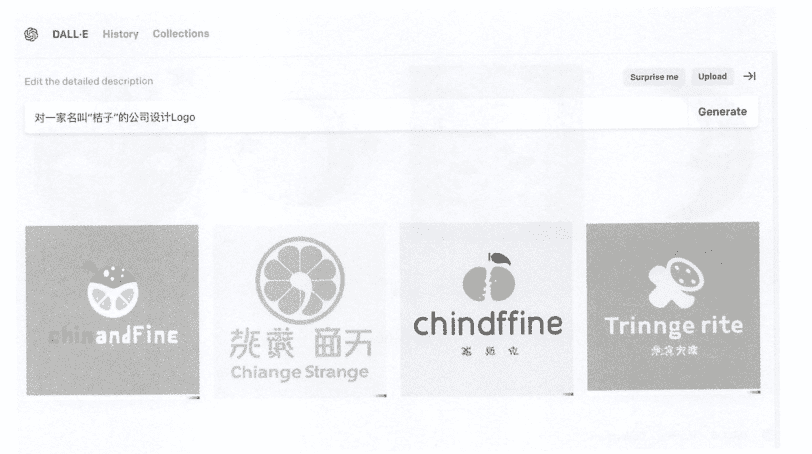 DALL·E History Collections
Edit the detailed description
Surprise me Upload
对一家名叫“桔子”的公司设计Logo
Generate
chinandFine
Chiange Strange
chindffine
Trinnge rite